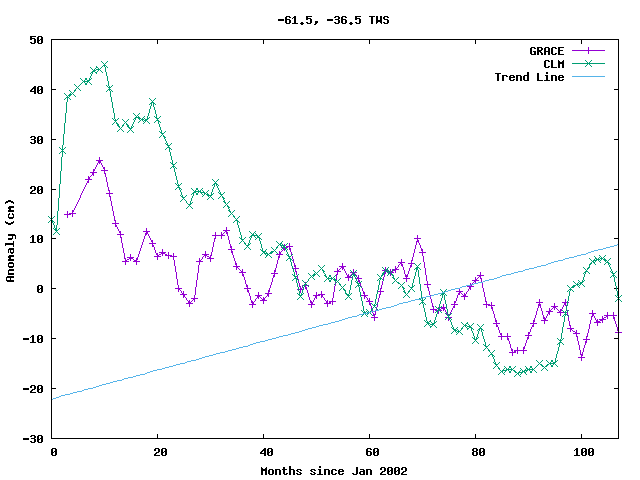 -61.5, -36.5 TWS
GRACE
CLM
Trend Line
Anomaly (cm)
50
40
30
20
10
0
-10
-20
-30
0 20 40 60 80 100
Months since Jan 2002